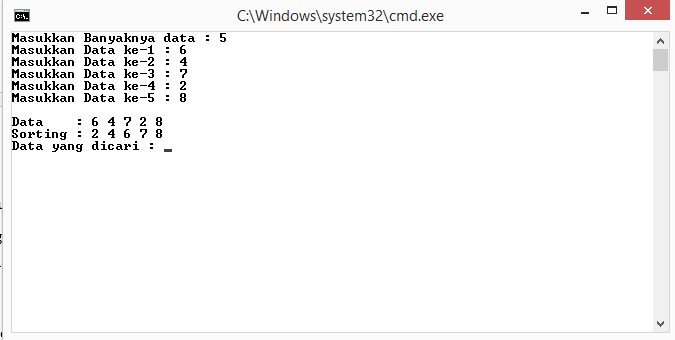 C:\Windows\system32\cmd.exe
Masukkan Banyaknya data : 5
Masukkan Data ke-1 : 6
Masukkan Data ke-2 : 4
Masukkan Data ke-3 : 7
Masukkan Data ke-4 : 2
Masukkan Data ke-5 : 8
Data    : 6 4 7 2 8
Sorting : 2 4 6 7 8
Data yang dicari : _